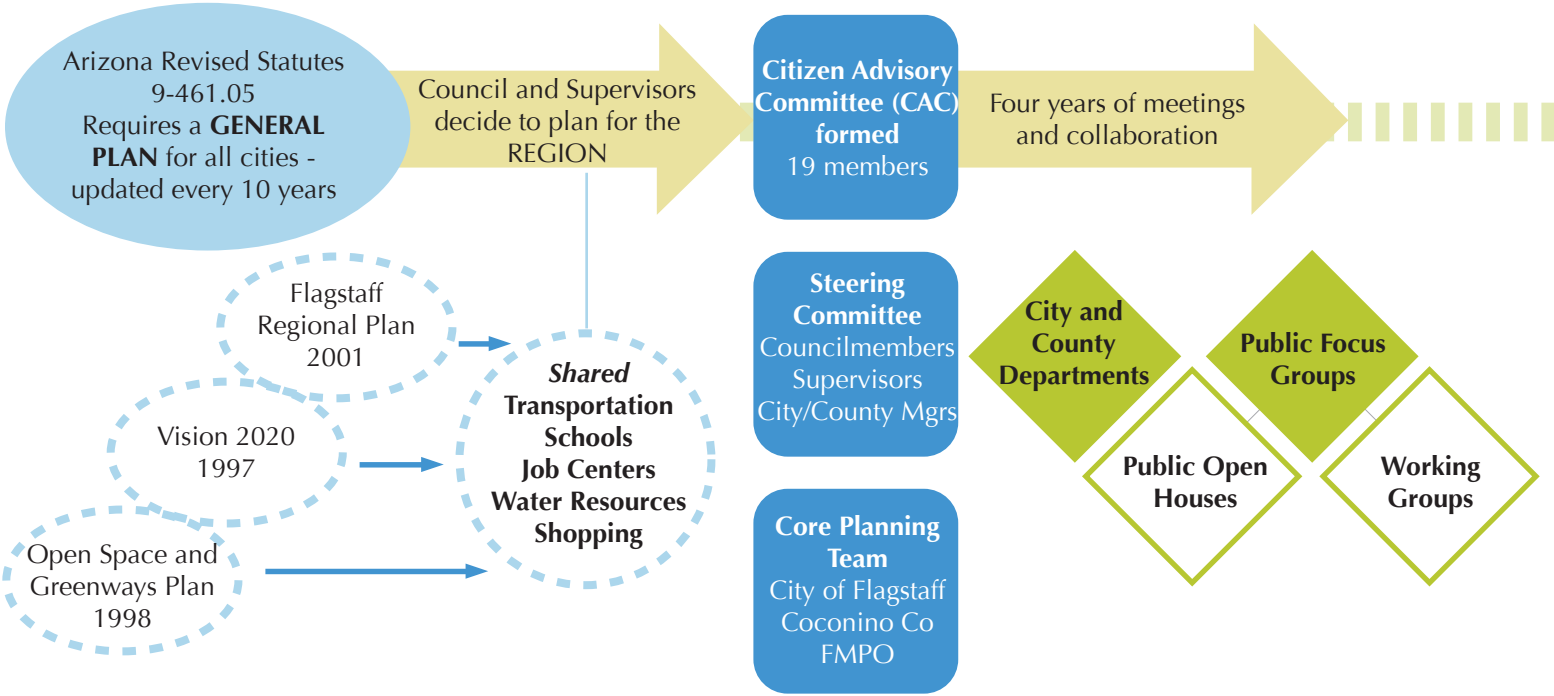 Arizona Revised Statutes
9-461.05
Requires a GENERAL
PLAN for all cities -
updated every 10 years
Council and Supervisors
decide to plan for the
REGION
Citizen Advisory
Committee (CAC)
formed
19 members
Four years of meetings
and collaboration
Flagstaff
Regional Plan
2001
Vision 2020
1997
Open Space and
Greenways Plan
1998
Shared
Transportation
Schools
Job Centers
Water Resources
Shopping
Steering
Committee
Councilmembers
Supervisors
City/County Mgrs
Core Planning
Team
City of Flagstaff
Coconino Co
FMPO
City and
County
Departments
Public Open
Houses
Public Focus
Groups
Working
Groups